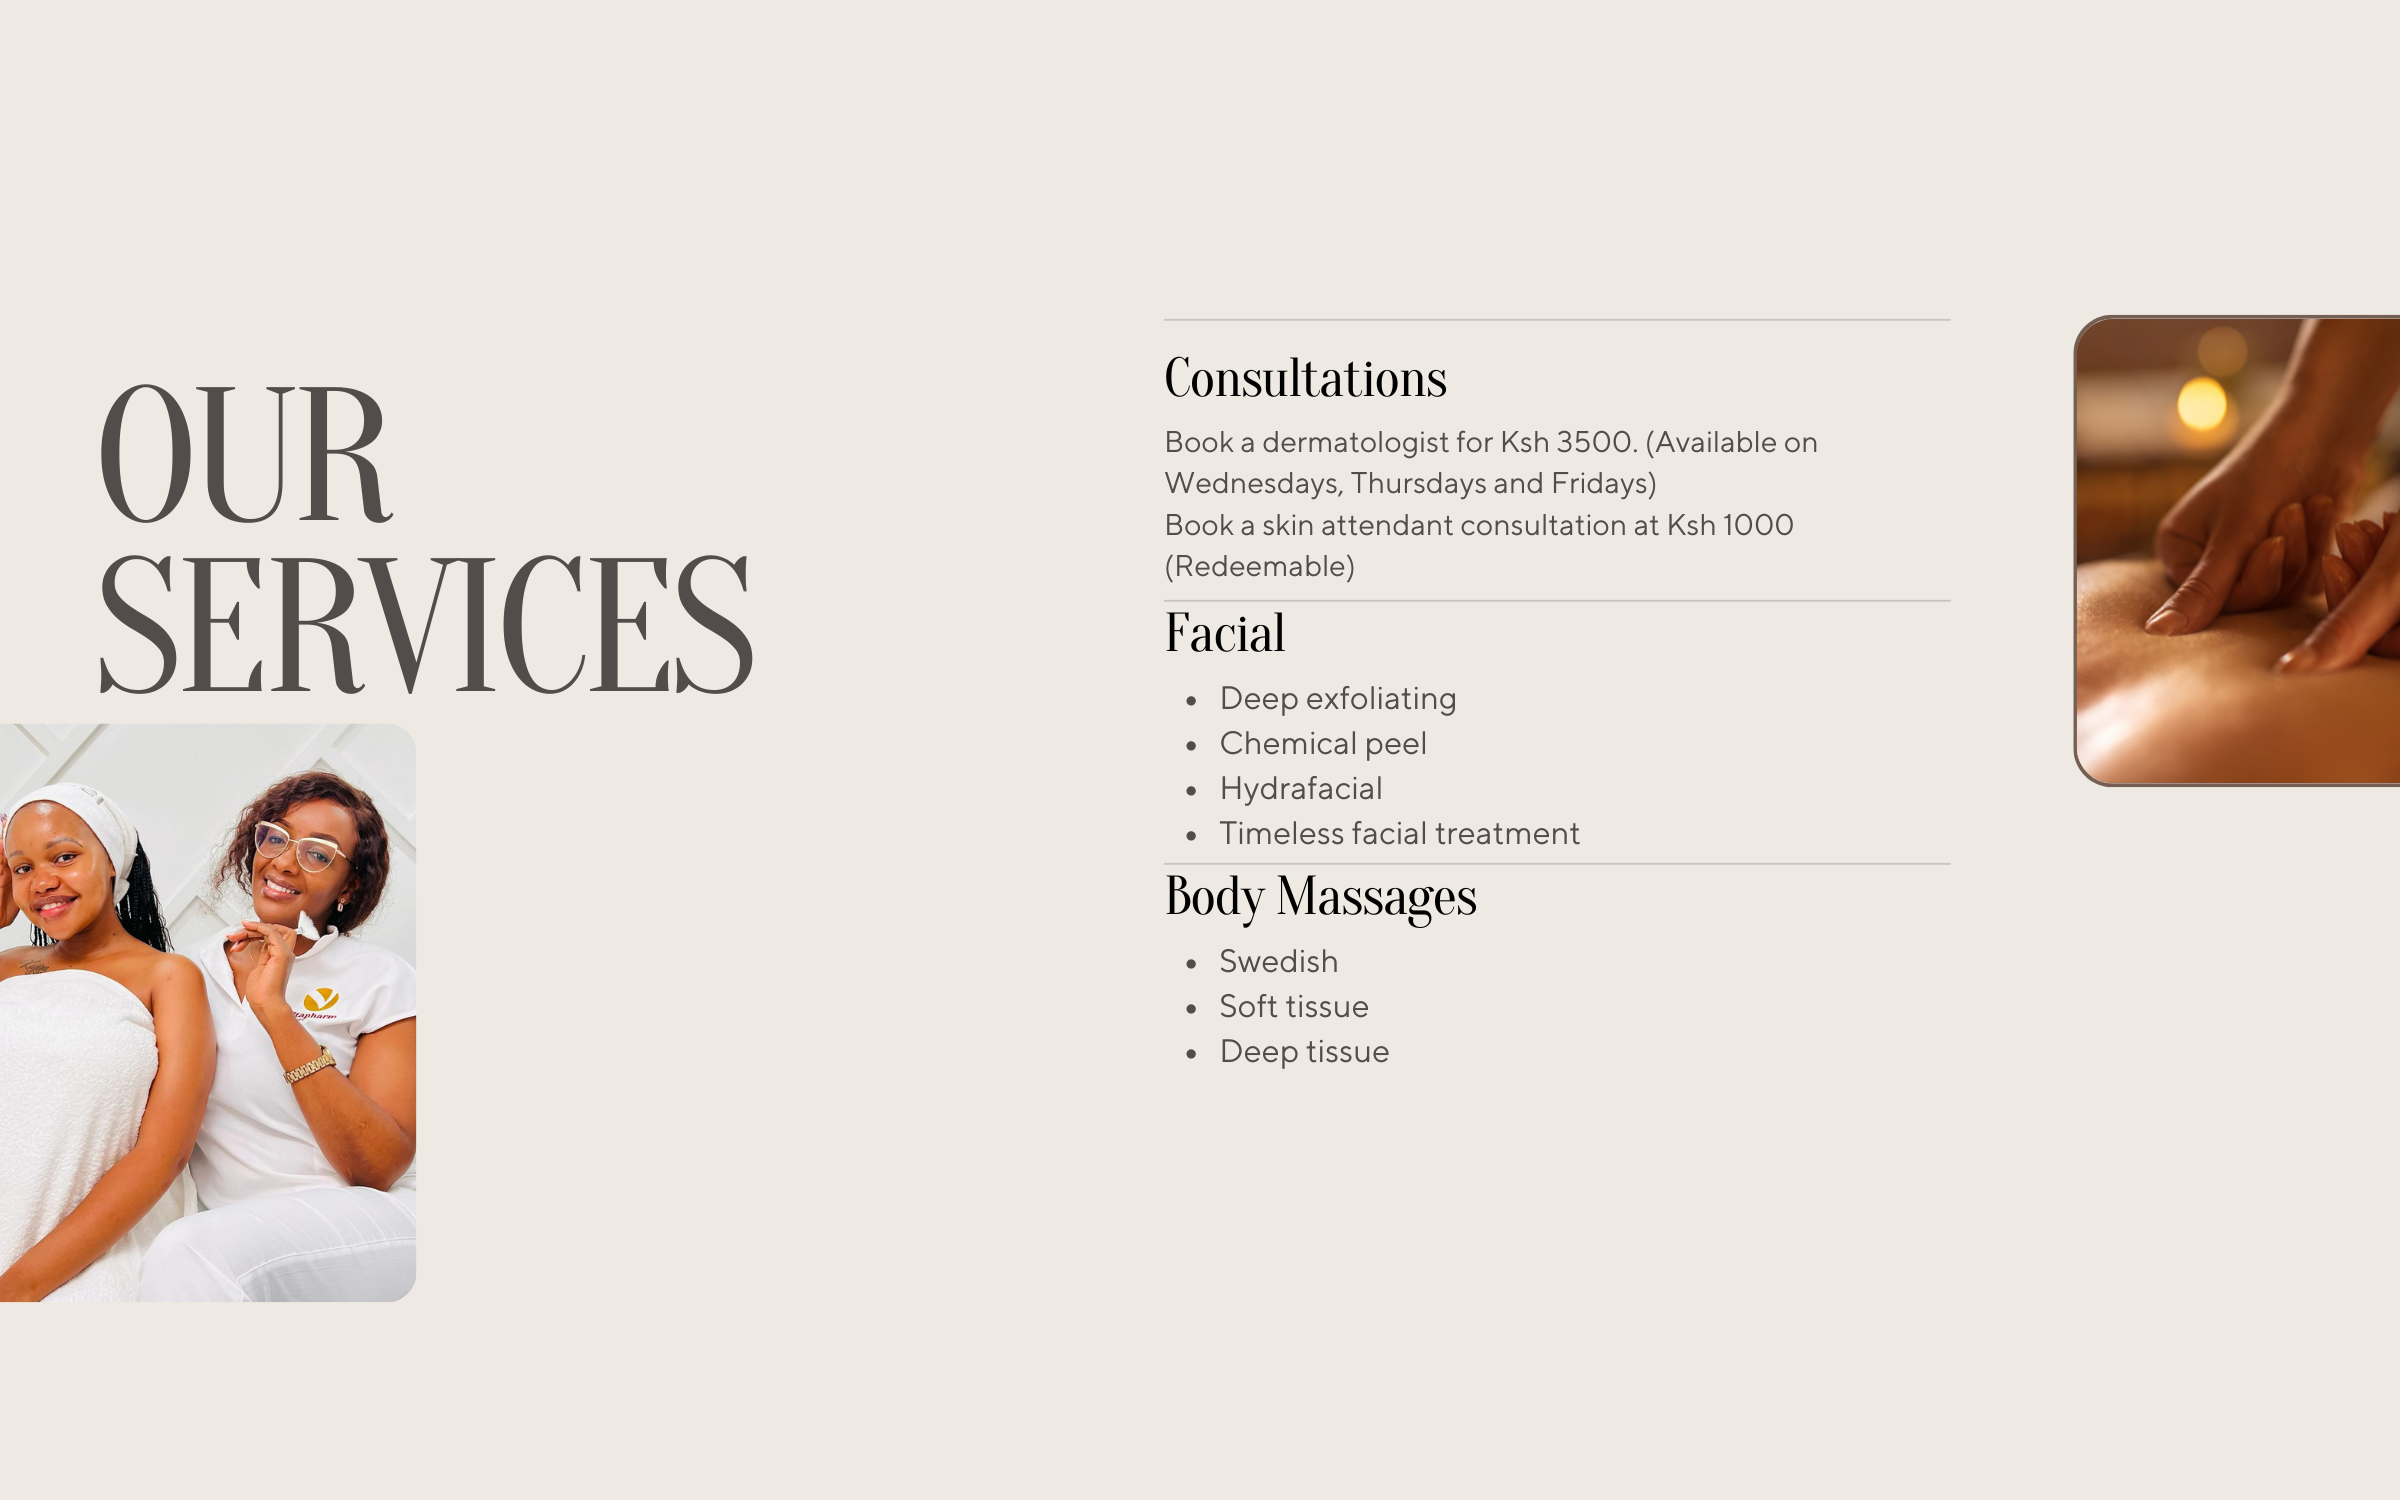 OUR
SERVICES
Consultations
Book a dermatologist for Ksh 3500. (Available on
Wednesdays, Thursdays and Fridays)
Book a skin attendant consultation at Ksh 1000
(Redeemable)
Facial
• Deep exfoliating
• Chemical peel
• Hydrafacial
• Timeless facial treatment
Body Massages
• Swedish
• Soft tissue
• Deep tissue